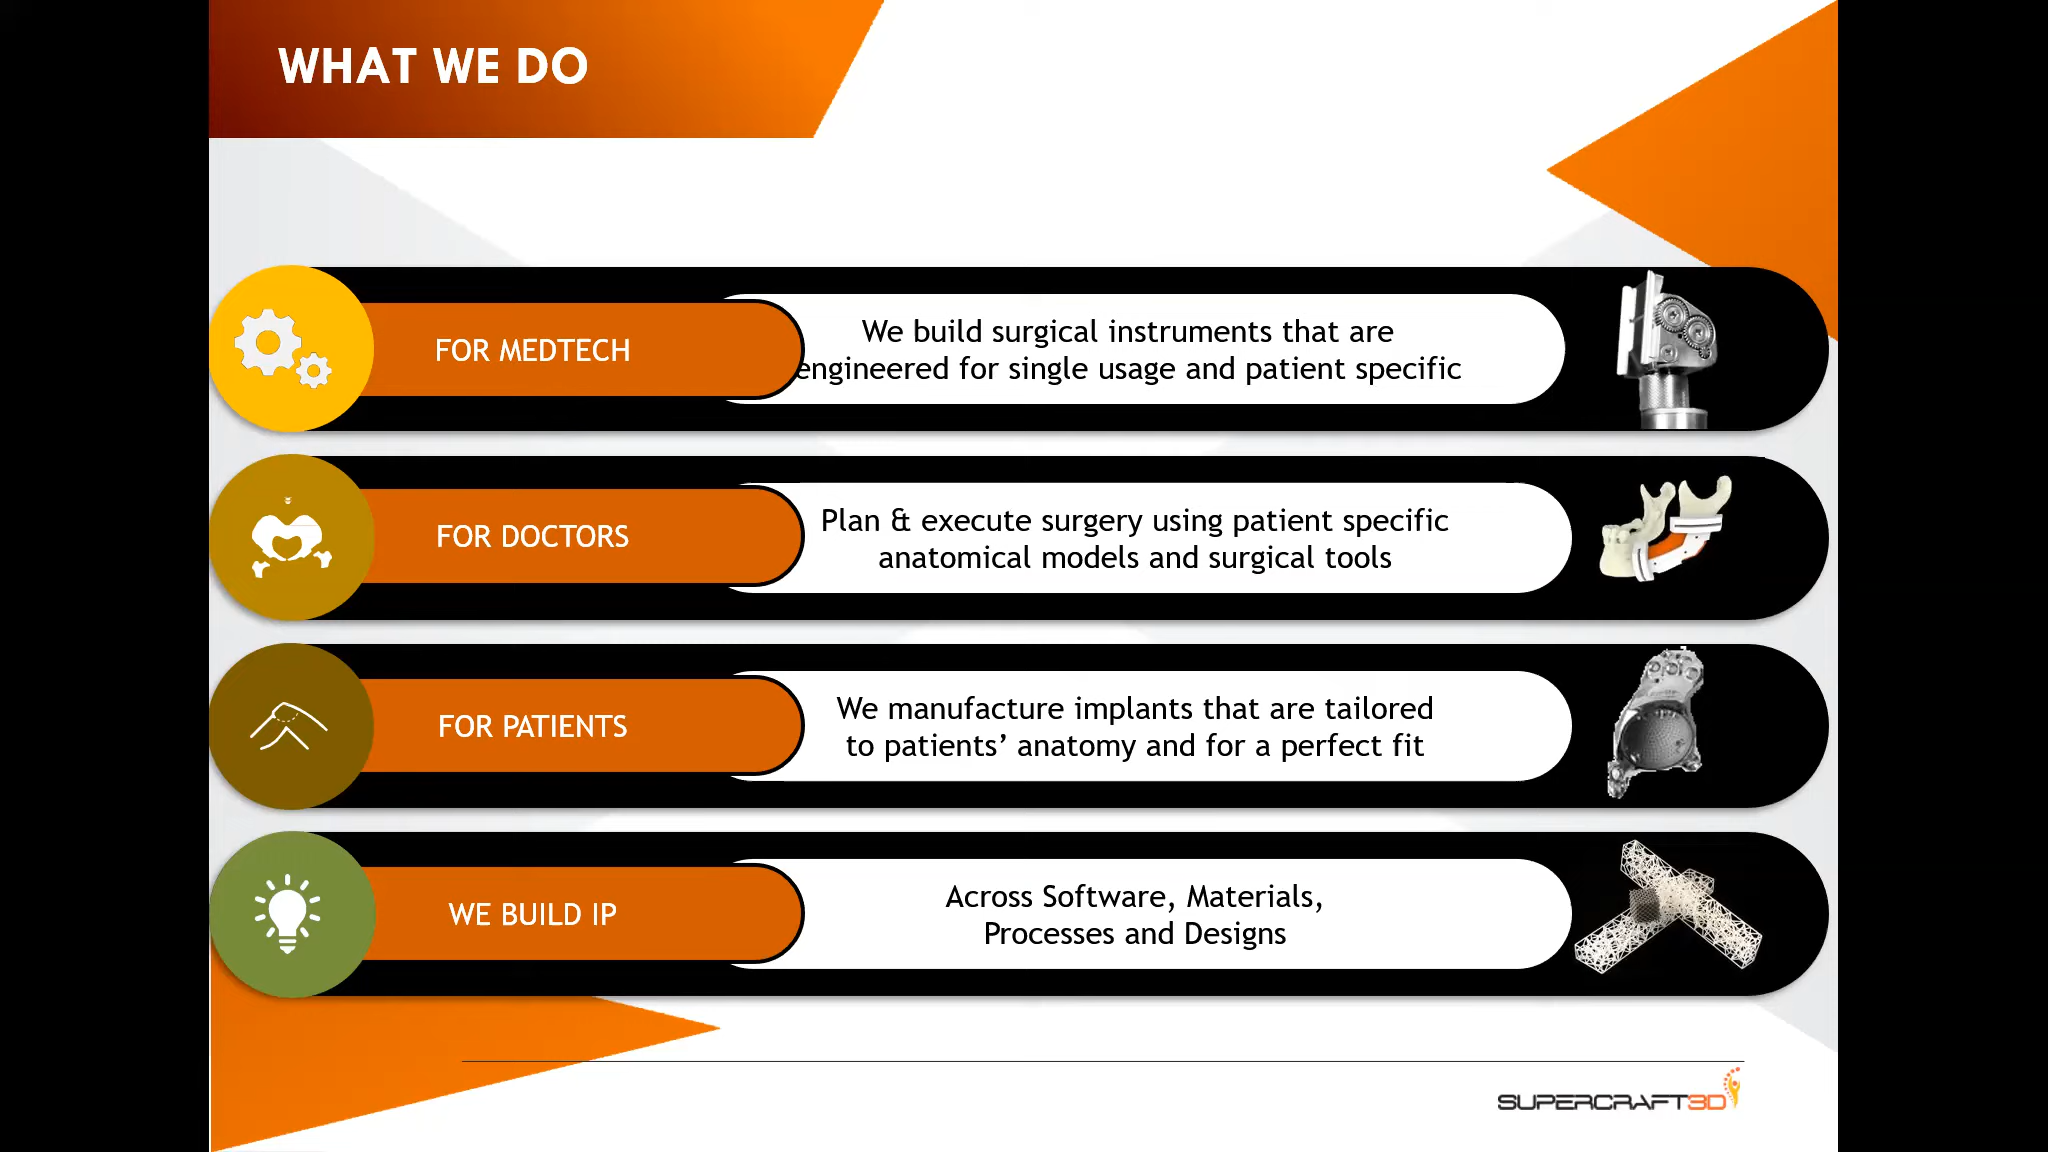 WHAT WE DO
FOR MEDTECH
We build surgical instruments that are
engineered for single usage and patient specific
FOR DOCTORS
Plan & execute surgery using patient specific
anatomical models and surgical tools
FOR PATIENTS
We manufacture implants that are tailored
to patients’ anatomy and for a perfect fit
WE BUILD IP
Across Software, Materials,
Processes and Designs
SUPERCRAFT3D